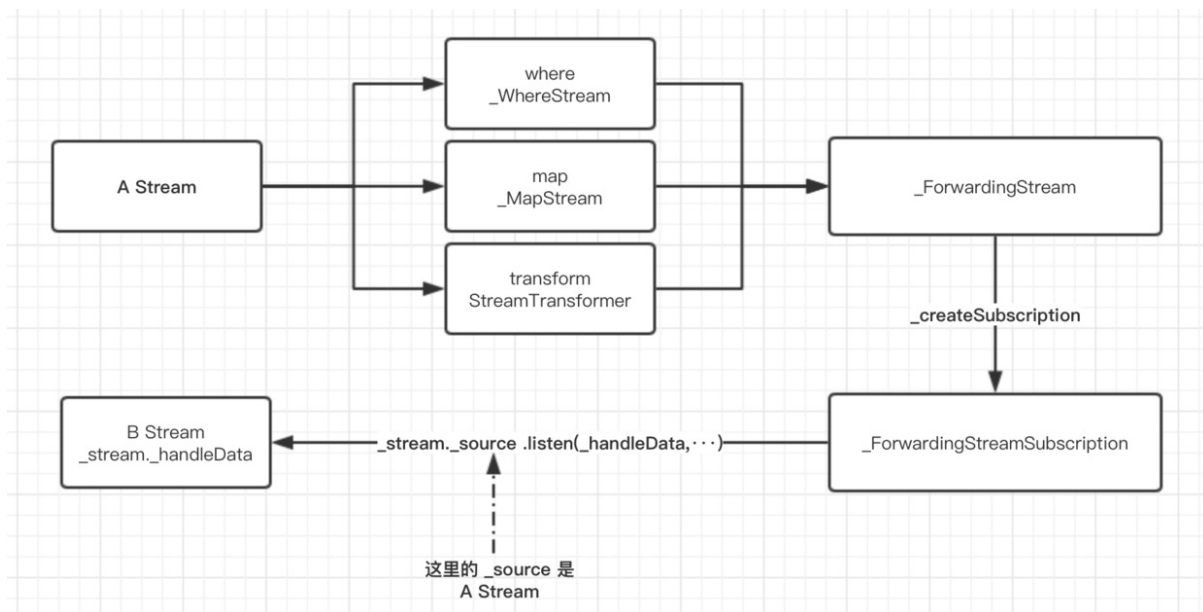 where
_WhereStream
A Stream
map
_MapStream
_ForwardingStream
transform
StreamTransformer
_createSubscription
B Stream
_stream._handleData
_stream._source .listen(_handleData,···)
_ForwardingStreamSubscription
这里的 _source 是
A Stream